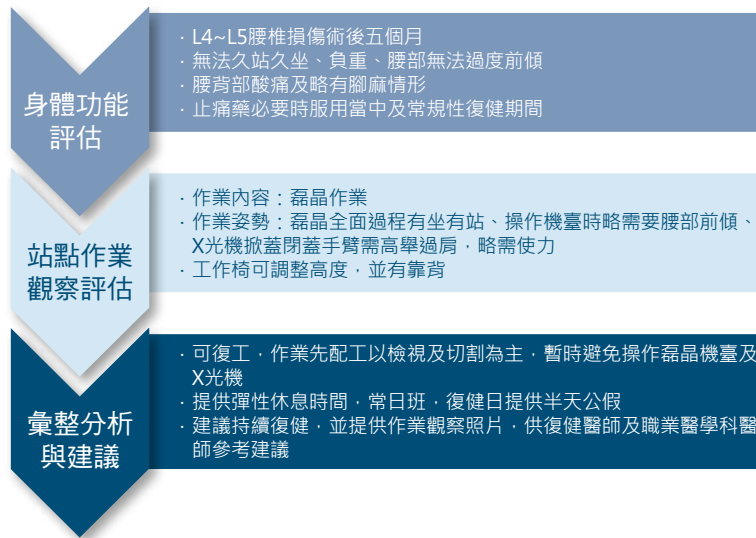 身體功能
評估
· L4~L5腰椎損傷術後五個月
· 無法久站久坐、負重、腰部無法過度前傾
· 腰背部酸痛及略有腳麻情形
· 止痛藥必要時服用當中及常規性復健期間
站點作業
觀察評估
· 作業內容：磊晶作業
· 作業姿勢：磊晶全面過程有坐有站、操作機臺時略需要腰部前傾、
X光機掀蓋閉蓋手臂需高舉過肩，略需使力
· 工作椅可調整高度，並有靠背
彙整分析
與建議
· 可復工，作業先配工以檢視及切割為主，暫時避免操作磊晶機臺及
X光機
· 提供彈性休息時間，常日班，復健日提供半天公假
· 建議持續復健，並提供作業觀察照片，供復健醫師及職業醫學科醫
師參考建議